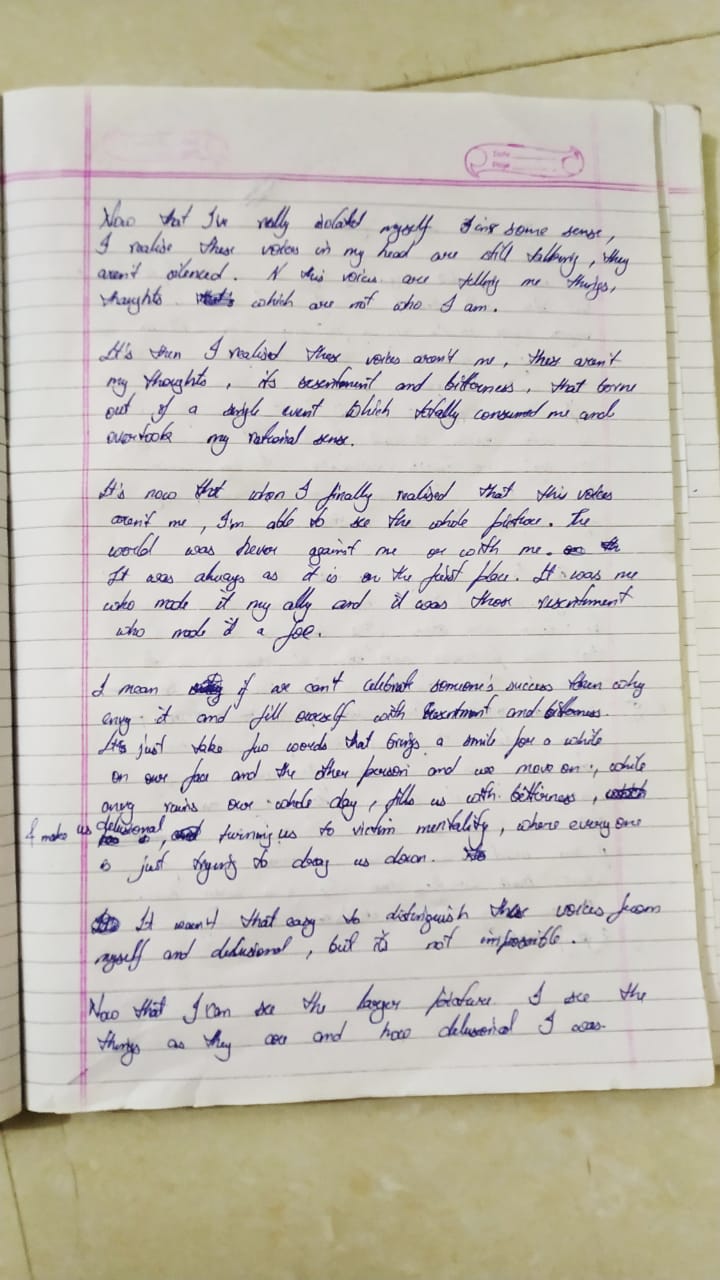 Date
Page
Now that I've really isolated myself in some sense,
I realise these voices in my head are still talking, they
aren't silenced. N this voices are telling me things,
thoughts which are not who I am.
It's then I realised these voices aren't me, these aren't
my thoughts, its resentment and bitterness, that borne
out of a single event which totally consumed me and
overtook my rational sense.
It's now that when I finally realised that this voices
aren't me, I'm able to see the whole picture. The
world was never against me or with me.
It was always as it is on the first place. It was me
who made it my ally and it was those resentment
who made it a foe.
I mean if we can't celebrate someone's success then why
envy it and fill ourself with resentment and bitterness.
It's just take few words that brings a smile for a while
on our face and the other person and we move on, while
envy ruins our whole day, fills us with bitterness,
& make us delusional, turning us to victim mentality, where every one
is just trying to drag us down.
It wasn't that easy to distinguish these voices from
myself and delusional, but it's not impossible.
Now that I can see the larger picture I see the
things as they are and how delusional I was.